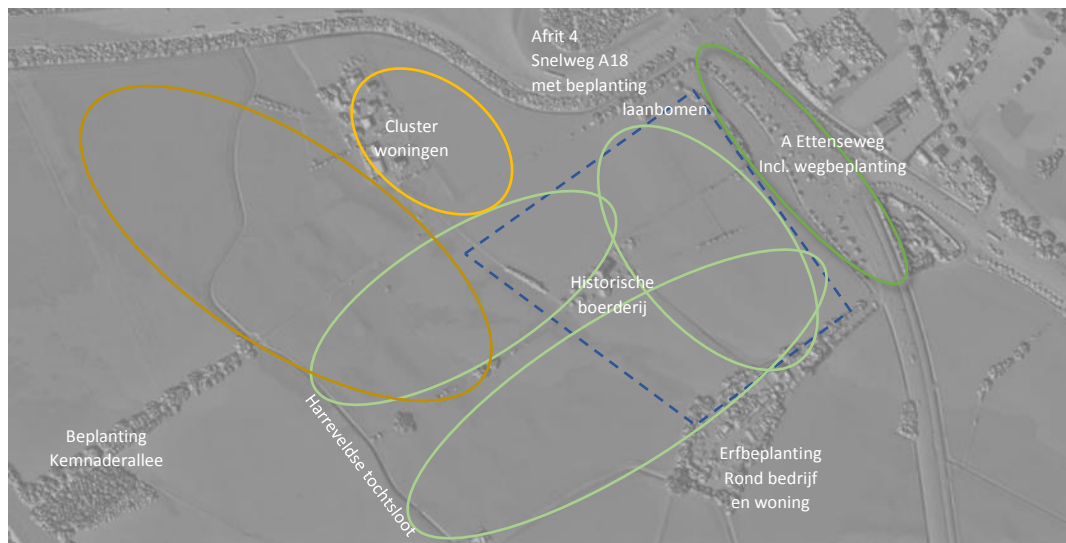 Afrit 4
Snelweg A18
met beplanting
laanbomen
Cluster
woningen
A Ettenseweg
Incl. wegbeplanting
Historische
boerderij
Harreveldse tochtsloot
Beplanting
Kemnaderallee
Erfbeplanting
Rond bedrijf
en woning